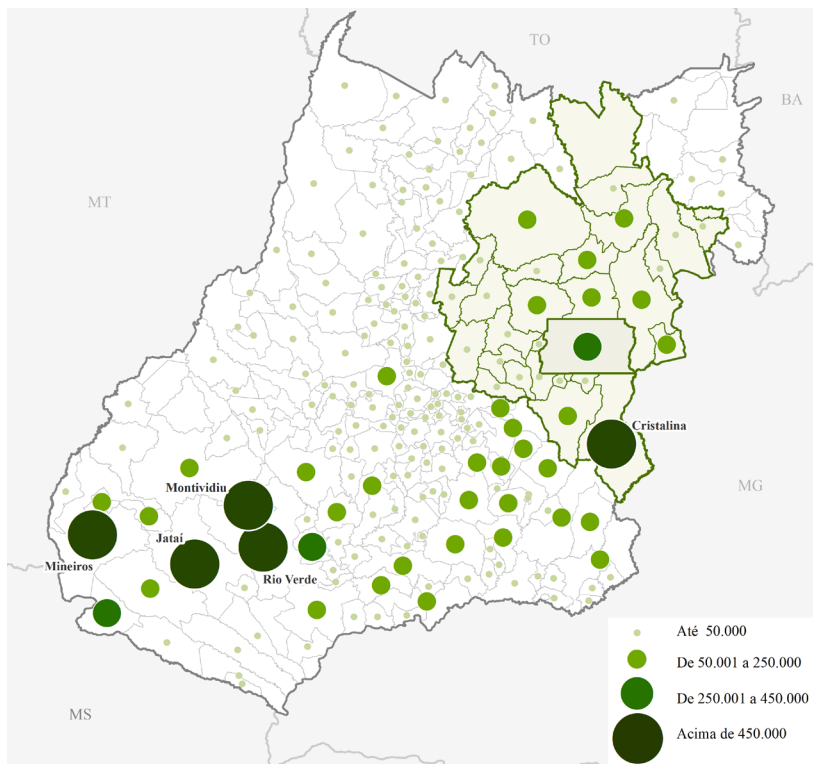 TO
BA
MT
Cristalina
Montividiu
MG
Jataí
Mineiros
Rio Verde
MS
Até 50.000
De 50.001 a 250.000
De 250.001 a 450.000
Acima de 450.000